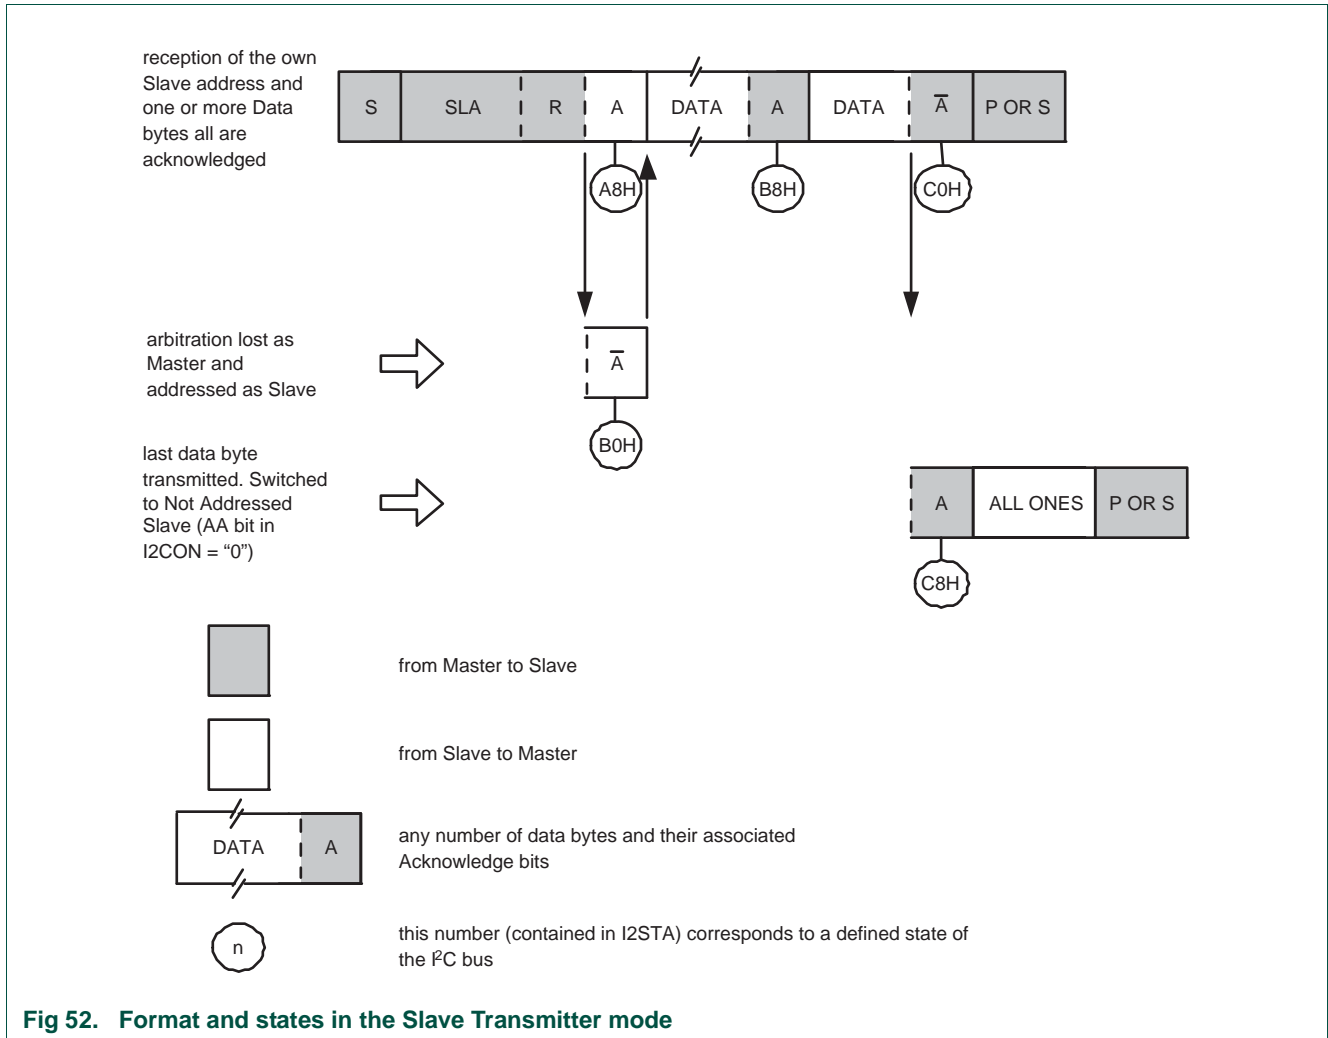 reception of the own
Slave address and
one or more Data
bytes all are
acknowledged
S SLA R A DATA A DATA A̅ P OR S
A8H B8H C0H
arbitration lost as
Master and
addressed as Slave
A̅
B0H
last data byte
transmitted. Switched
to Not Addressed
Slave (AA bit in
I2CON = “0”)
A ALL ONES P OR S
C8H
from Master to Slave
from Slave to Master
DATA A
any number of data bytes and their associated
Acknowledge bits
n
this number (contained in I2STA) corresponds to a defined state of
the I²C bus
Fig 52. Format and states in the Slave Transmitter mode